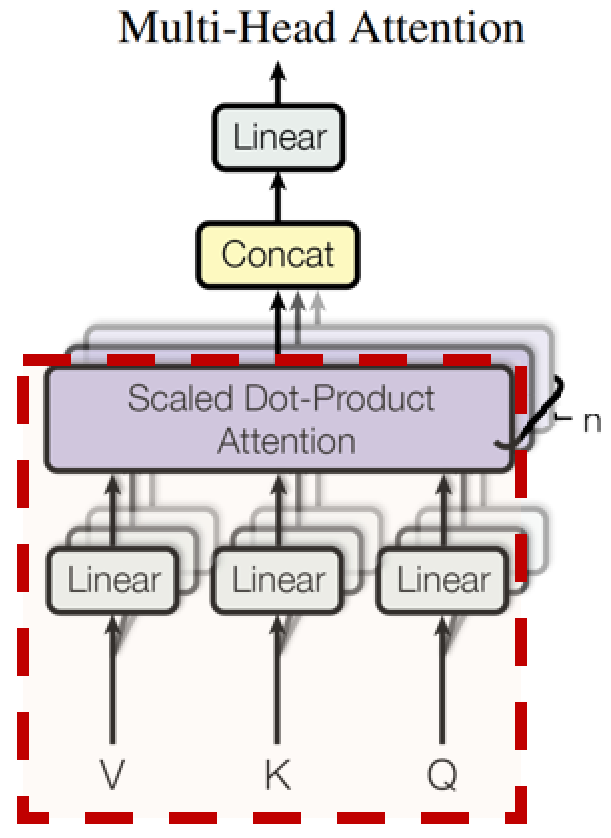 Multi-Head Attention
Linear
Concat
Scaled Dot-Product
Attention
n
Linear
Linear
Linear
V
K
Q